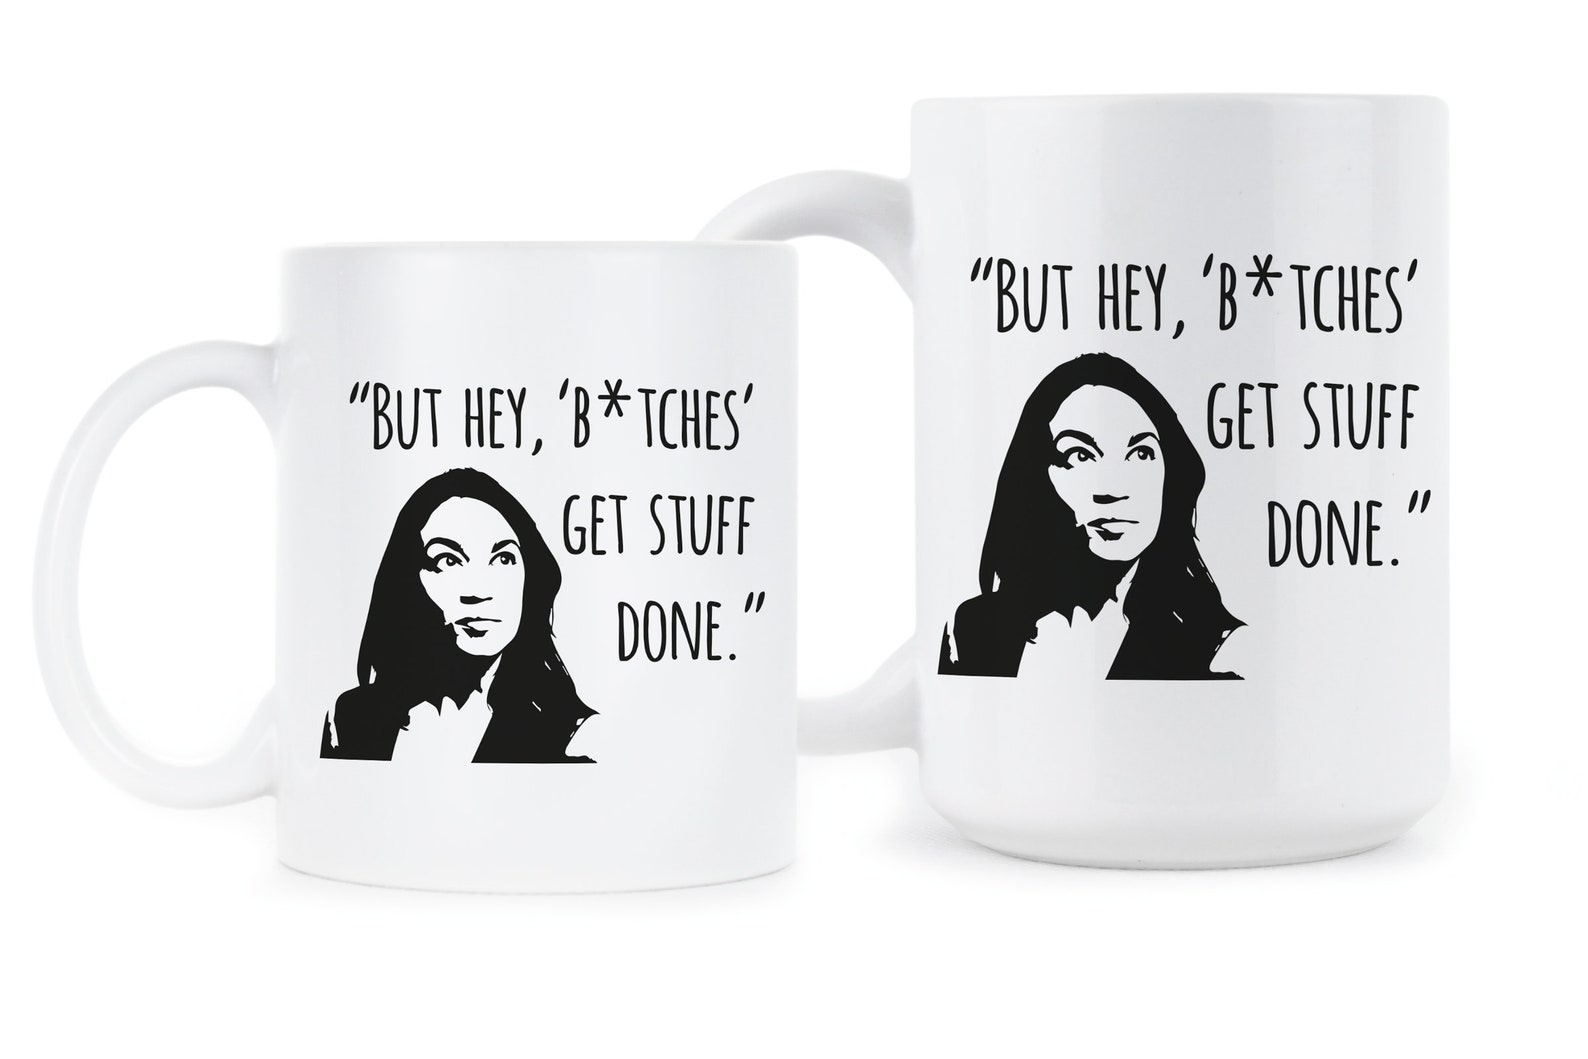 “But hey, ‘b*tches’
get stuff
done.”
“But hey, ‘b*tches’
get stuff
done.”